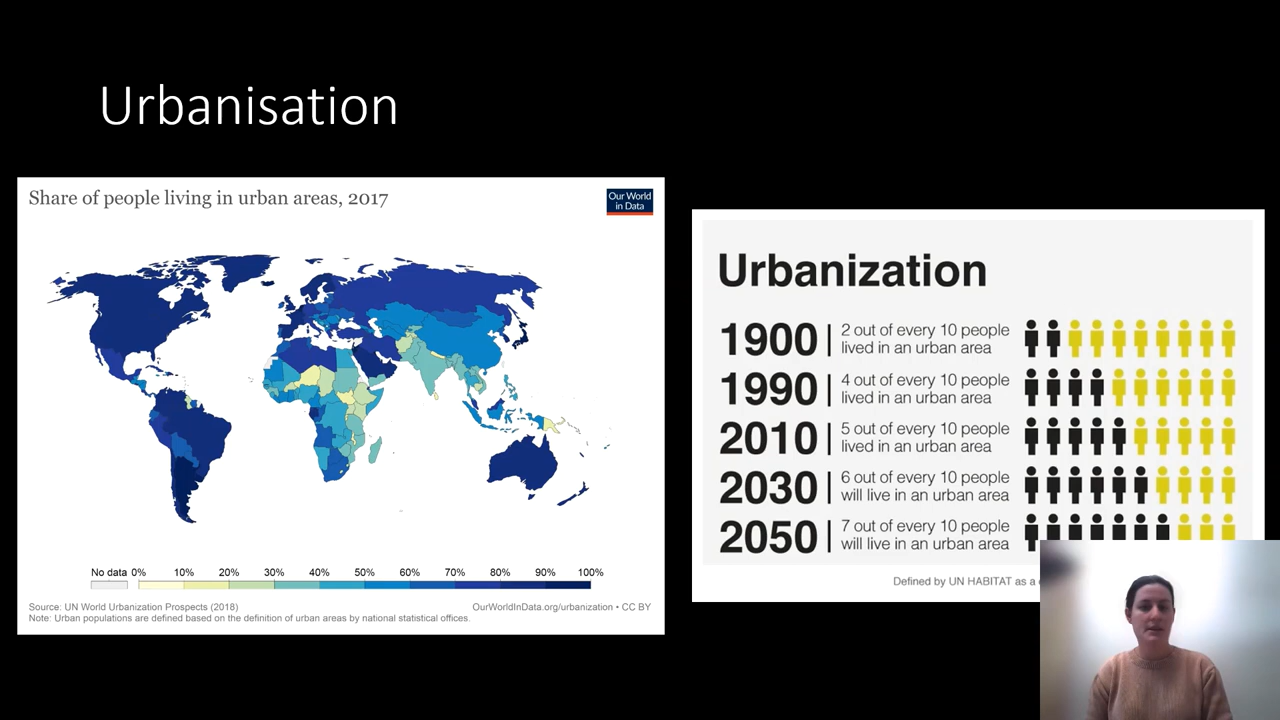 Urbanisation
Share of people living in urban areas, 2017
Our World
in Data
No data 0% 10% 20% 30% 40% 50% 60% 70% 80% 90% 100%
Source: UN World Urbanization Prospects (2018)
OurWorldInData.org/urbanization • CC BY
Note: Urban populations are defined based on the definition of urban areas by national statistical offices.
Urbanization
1900 | 2 out of every 10 people
lived in an urban area
1990 | 4 out of every 10 people
lived in an urban area
2010 | 5 out of every 10 people
lived in an urban area
2030 | 6 out of every 10 people
will live in an urban area
2050 | 7 out of every 10 people
will live in an urban area
Defined by UN HABITAT as a